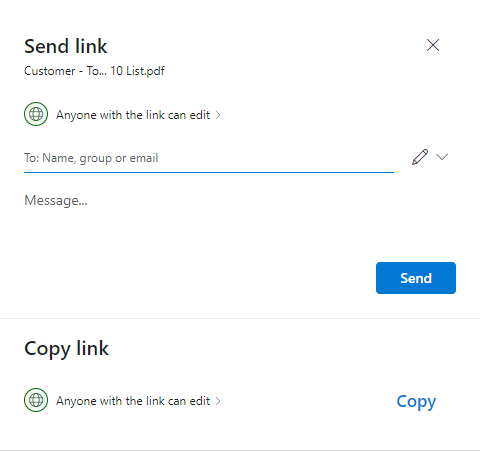 Send link
Customer - To... 10 List.pdf
Anyone with the link can edit
To: Name, group or email
Message...
Send
Copy link
Anyone with the link can edit
Copy